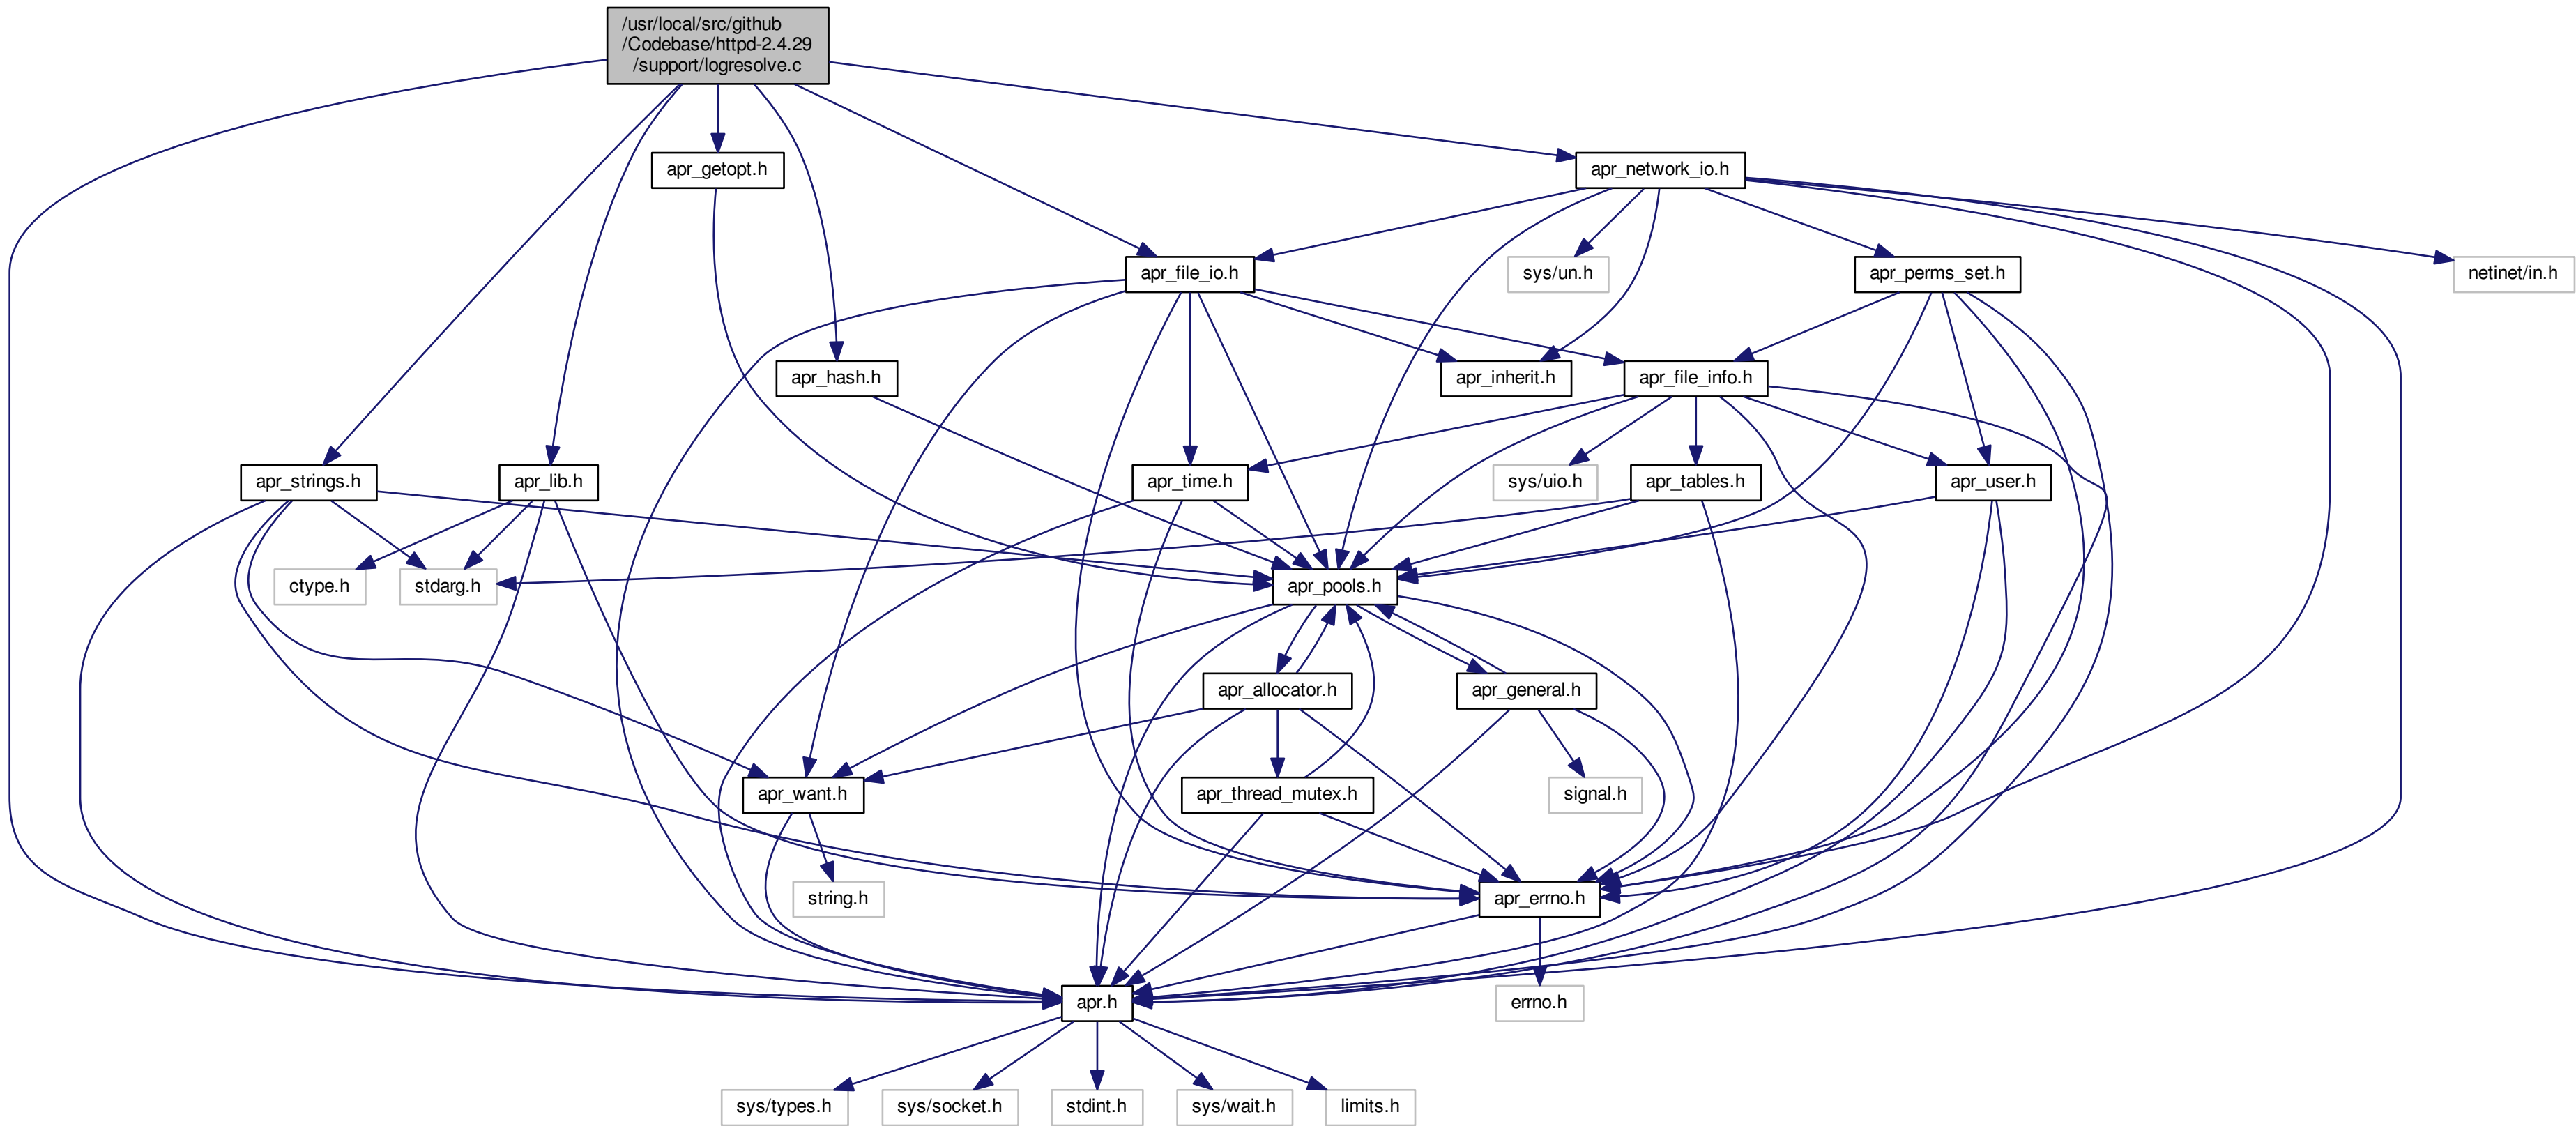 /usr/local/src/github
/Codebase/httpd-2.4.29
/support/logresolve.c
apr_getopt.h
apr_network_io.h
apr_file_io.h
sys/un.h
apr_perms_set.h
netinet/in.h
apr_hash.h
apr_inherit.h
apr_file_info.h
apr_strings.h
apr_lib.h
apr_time.h
sys/uio.h
apr_tables.h
apr_user.h
ctype.h
stdarg.h
apr_pools.h
apr_allocator.h
apr_general.h
apr_want.h
apr_thread_mutex.h
signal.h
string.h
apr_errno.h
apr.h
errno.h
sys/types.h
sys/socket.h
stdint.h
sys/wait.h
limits.h